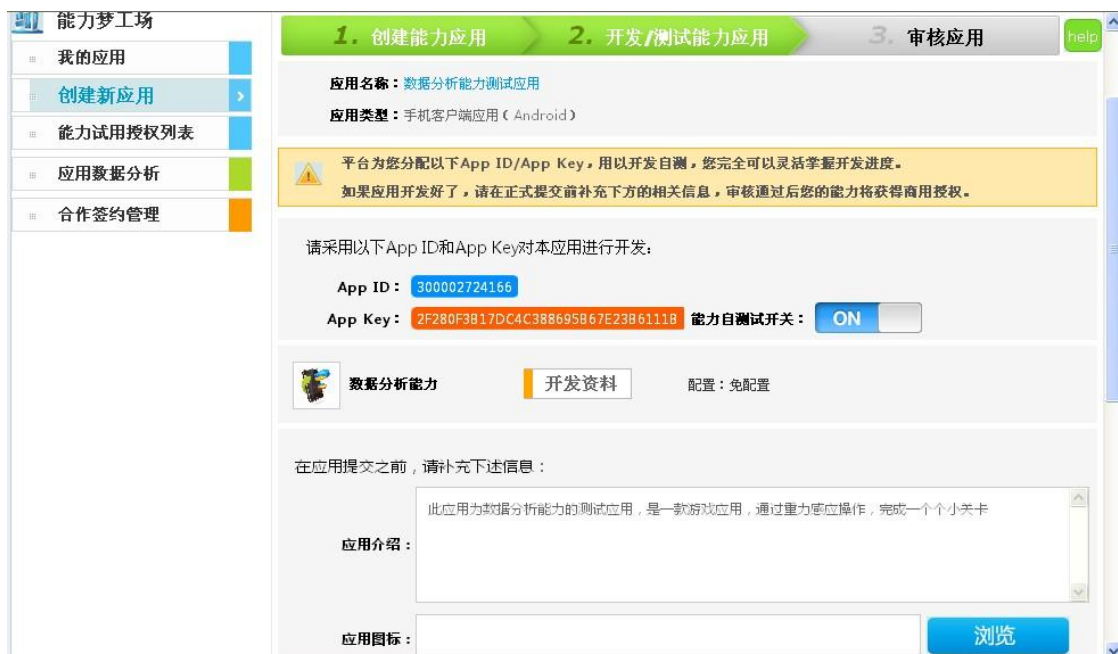 能力梦工场
我的应用
创建新应用
能力试用授权列表
应用数据分析
合作签约管理
1. 创建能力应用 2. 开发/测试能力应用 3. 审核应用 help
应用名称：数据分析能力测试应用
应用类型：手机客户端应用（Android）
平台为您分配以下App ID/App Key，用以开发自测，您完全可以灵活掌握开发进度。
如果应用开发好了，请在正式提交前补充下方的相关信息，审核通过后您的能力将获得商用授权。
请采用以下App ID和App Key对本应用进行开发：
App ID： 300002724166
App Key： 2F280F3B17DC4C388695B67E23B6111B 能力自测试开关： ON
数据分析能力 开发资料 配置：免配置
在应用提交之前，请补充下述信息：
此应用为数据分析能力的测试应用，是一款游戏应用，通过重力感应操作，完成一个个小关卡
应用介绍：
应用图标： 浏览